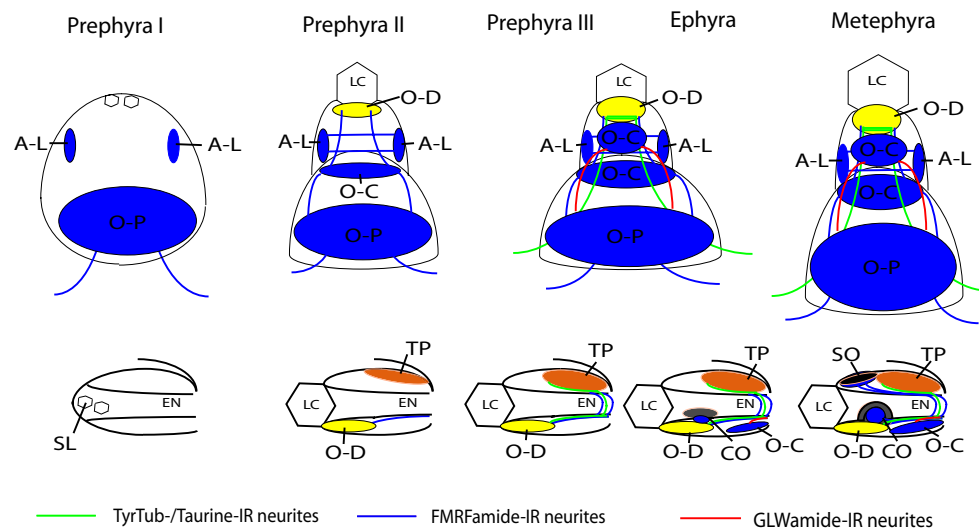 Prephyra I Prephyra II Prephyra III Ephyra Metephyra
LC LC LC
O-D O-D O-D
A-L A-L A-L A-L A-L O-C A-L A-L O-C A-L
O-C O-C O-C
O-P O-P O-P O-P
TP TP TP SO TP
EN LC LC EN LC EN LC EN
SL O-D O-D O-D CO O-C O-D CO O-C
TyrTub-/Taurine-IR neurites FMRFamide-IR neurites GLWamide-IR neurites